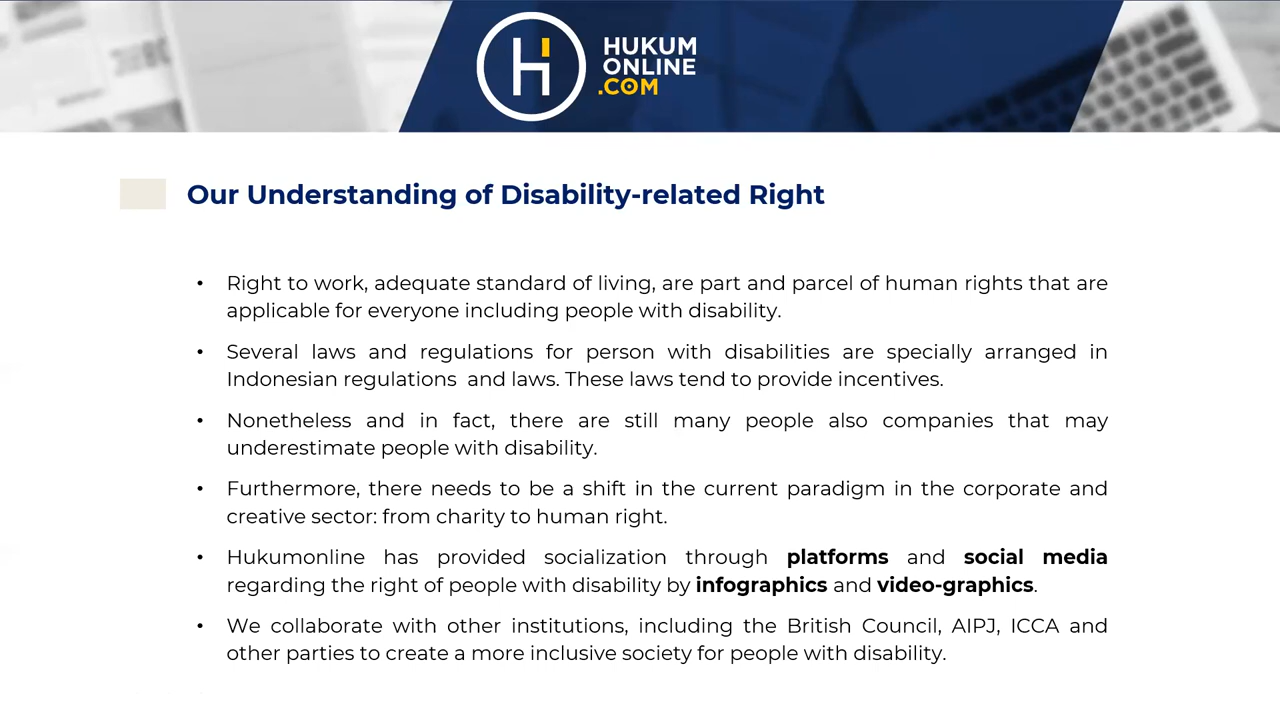 HUKUM
ONLINE
.COM
Our Understanding of Disability-related Right
• Right to work, adequate standard of living, are part and parcel of human rights that are
applicable for everyone including people with disability.
• Several laws and regulations for person with disabilities are specially arranged in
Indonesian regulations and laws. These laws tend to provide incentives.
• Nonetheless and in fact, there are still many people also companies that may
underestimate people with disability.
• Furthermore, there needs to be a shift in the current paradigm in the corporate and
creative sector: from charity to human right.
• Hukumonline has provided socialization through platforms and social media
regarding the right of people with disability by infographics and video-graphics.
• We collaborate with other institutions, including the British Council, AIPJ, ICCA and
other parties to create a more inclusive society for people with disability.